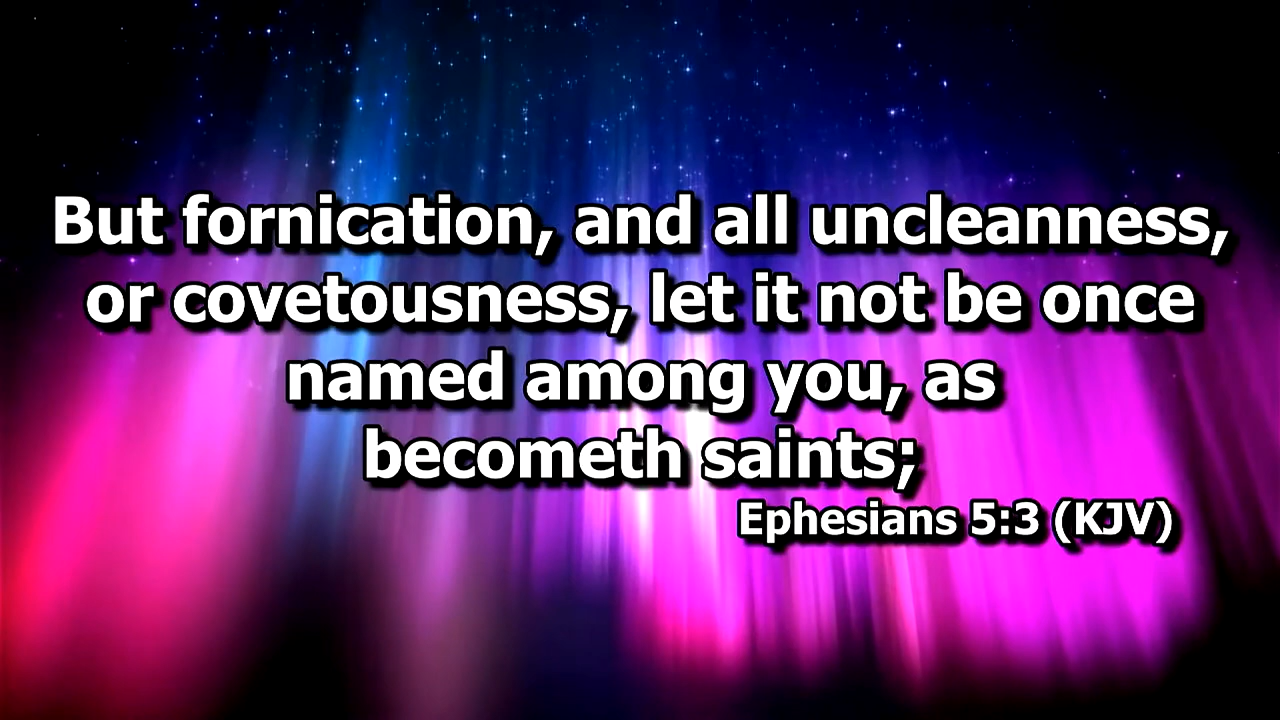 But fornication, and all uncleanness,
or covetousness, let it not be once
named among you, as
becometh saints;
Ephesians 5:3 (KJV)